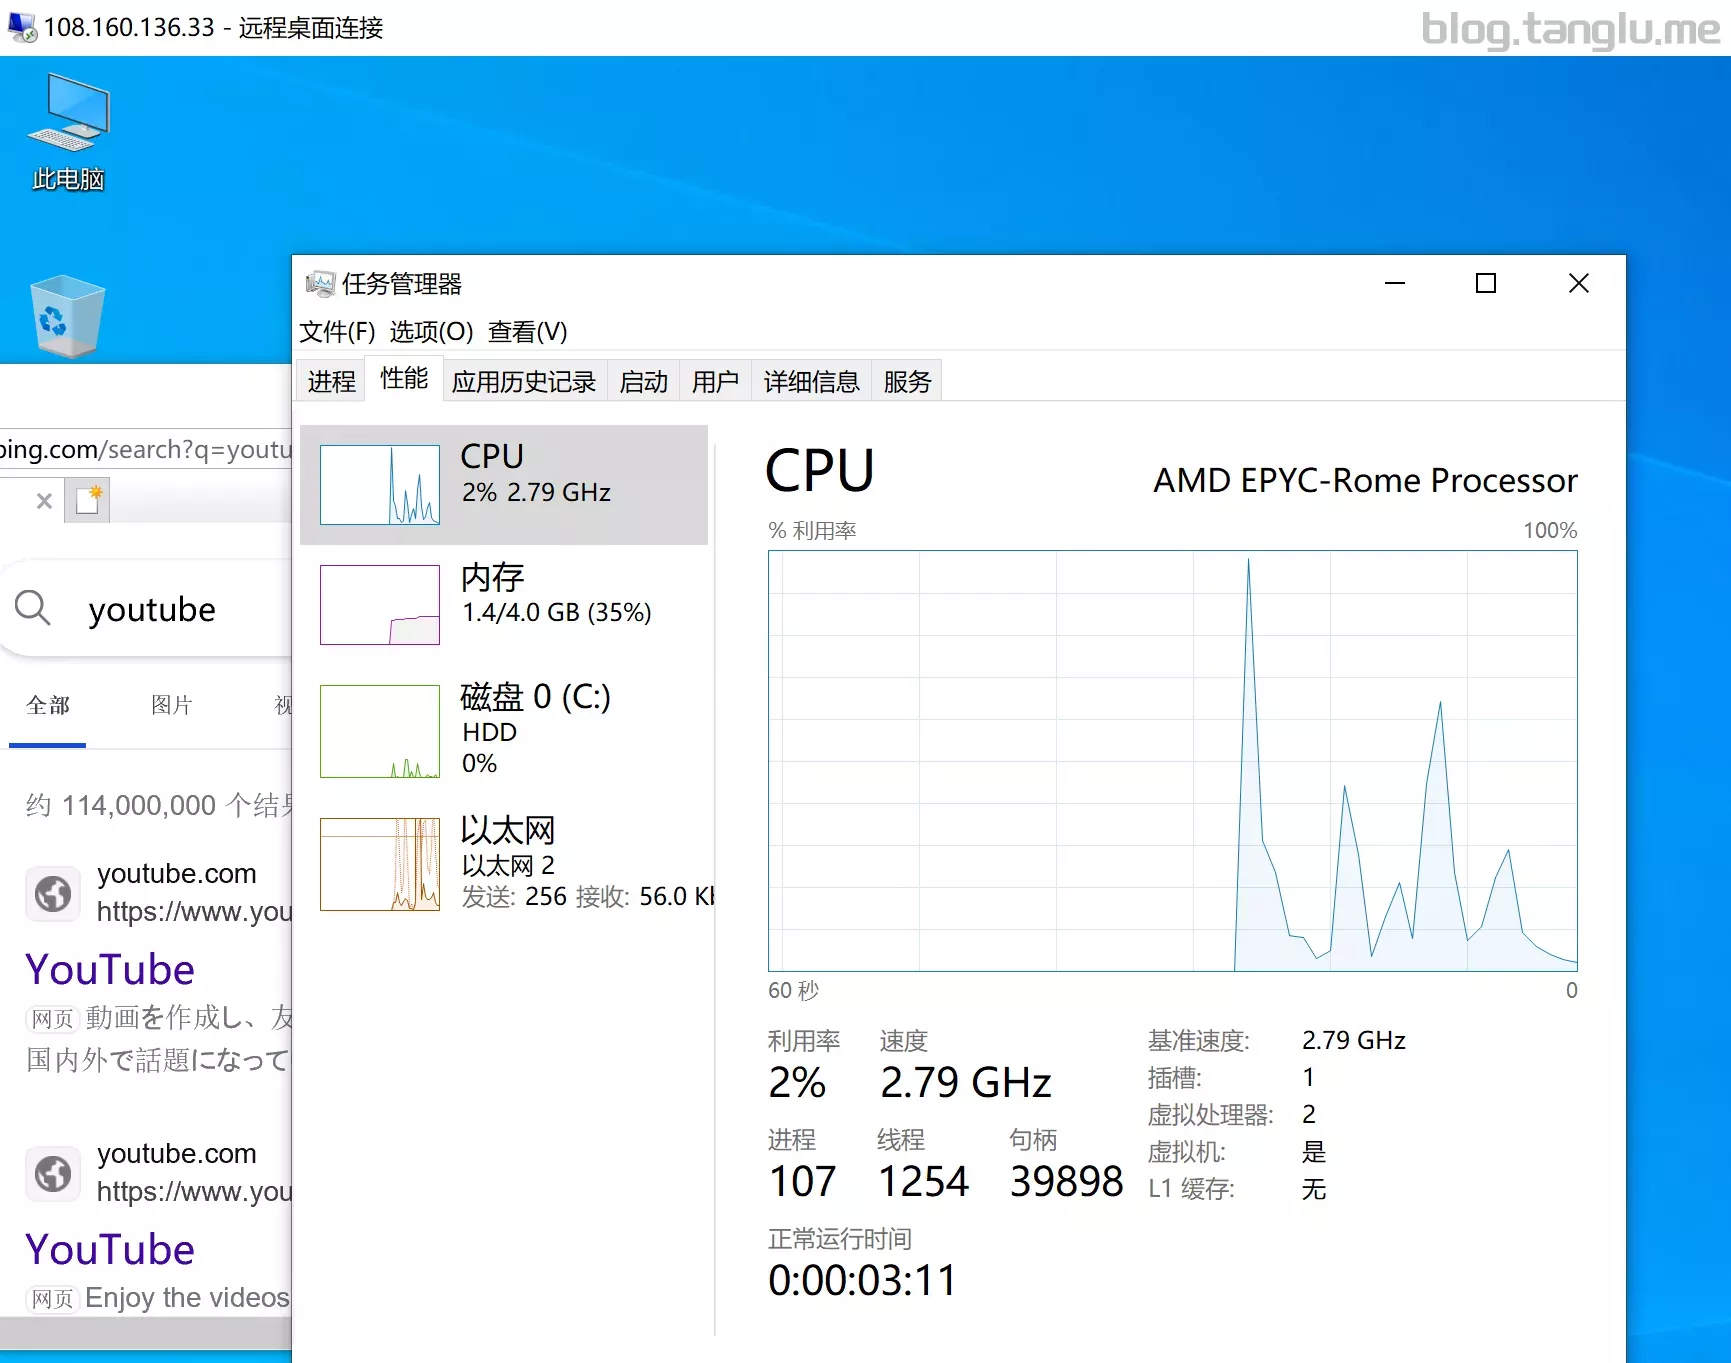 108.160.136.33 - 远程桌面连接
blog.tanglu.me
此电脑
ping.com/search?q=youtu
youtube
全部 图片 视
约 114,000,000 个结果
youtube.com
https://www.you
YouTube
网页 動画を作成し、友
国内外で話題になって
youtube.com
https://www.you
YouTube
网页 Enjoy the videos
任务管理器
文件(F) 选项(O) 查看(V)
进程 性能 应用历史记录 启动 用户 详细信息 服务
CPU
2% 2.79 GHz
内存
1.4/4.0 GB (35%)
磁盘 0 (C:)
HDD
0%
以太网
以太网 2
发送: 256 接收: 56.0 Kb
CPU
AMD EPYC-Rome Processor
% 利用率 100%
60 秒 0
利用率 速度
2% 2.79 GHz
进程 线程 句柄
107 1254 39898
正常运行时间
0:00:03:11
基准速度: 2.79 GHz
插槽: 1
虚拟处理器: 2
虚拟机: 是
L1 缓存: 无